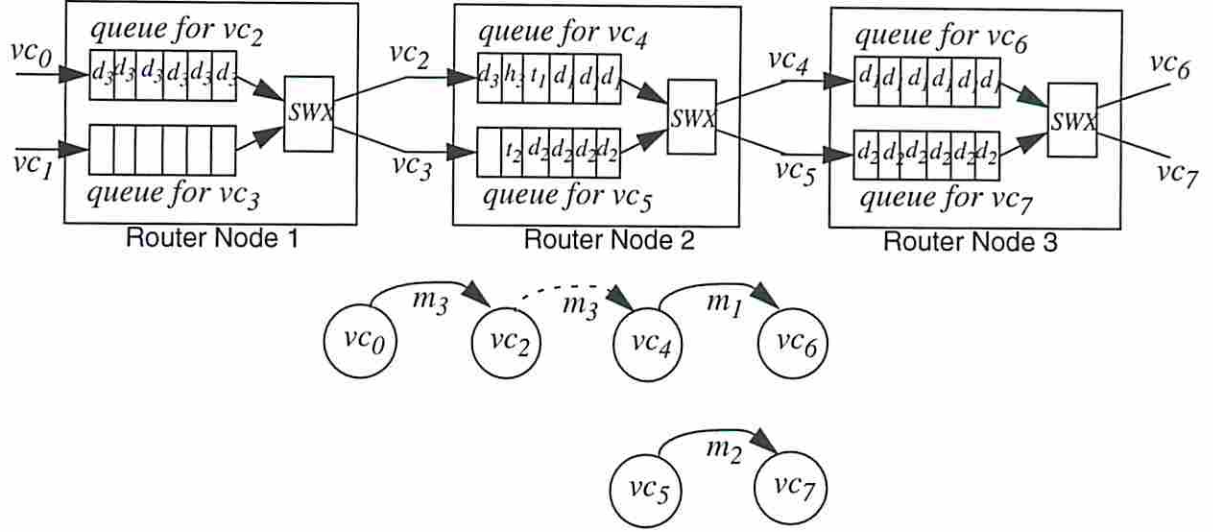 queue for vc2
queue for vc4
queue for vc6
vc0
d3 d3 d3 d3 d3 d3
SWX
vc2
d3 h3 t1 d1 d1 d1
SWX
vc4
d1 d1 d1 d1 d1 d1
SWX
vc6
vc1
vc3
t2 d2 d2 d2 d2
vc5
d2 d2 d2 d2 d2 d2
vc7
queue for vc3
queue for vc5
queue for vc7
Router Node 1
Router Node 2
Router Node 3
m3
m3
m1
vc0
vc2
vc4
vc6
m2
vc5
vc7